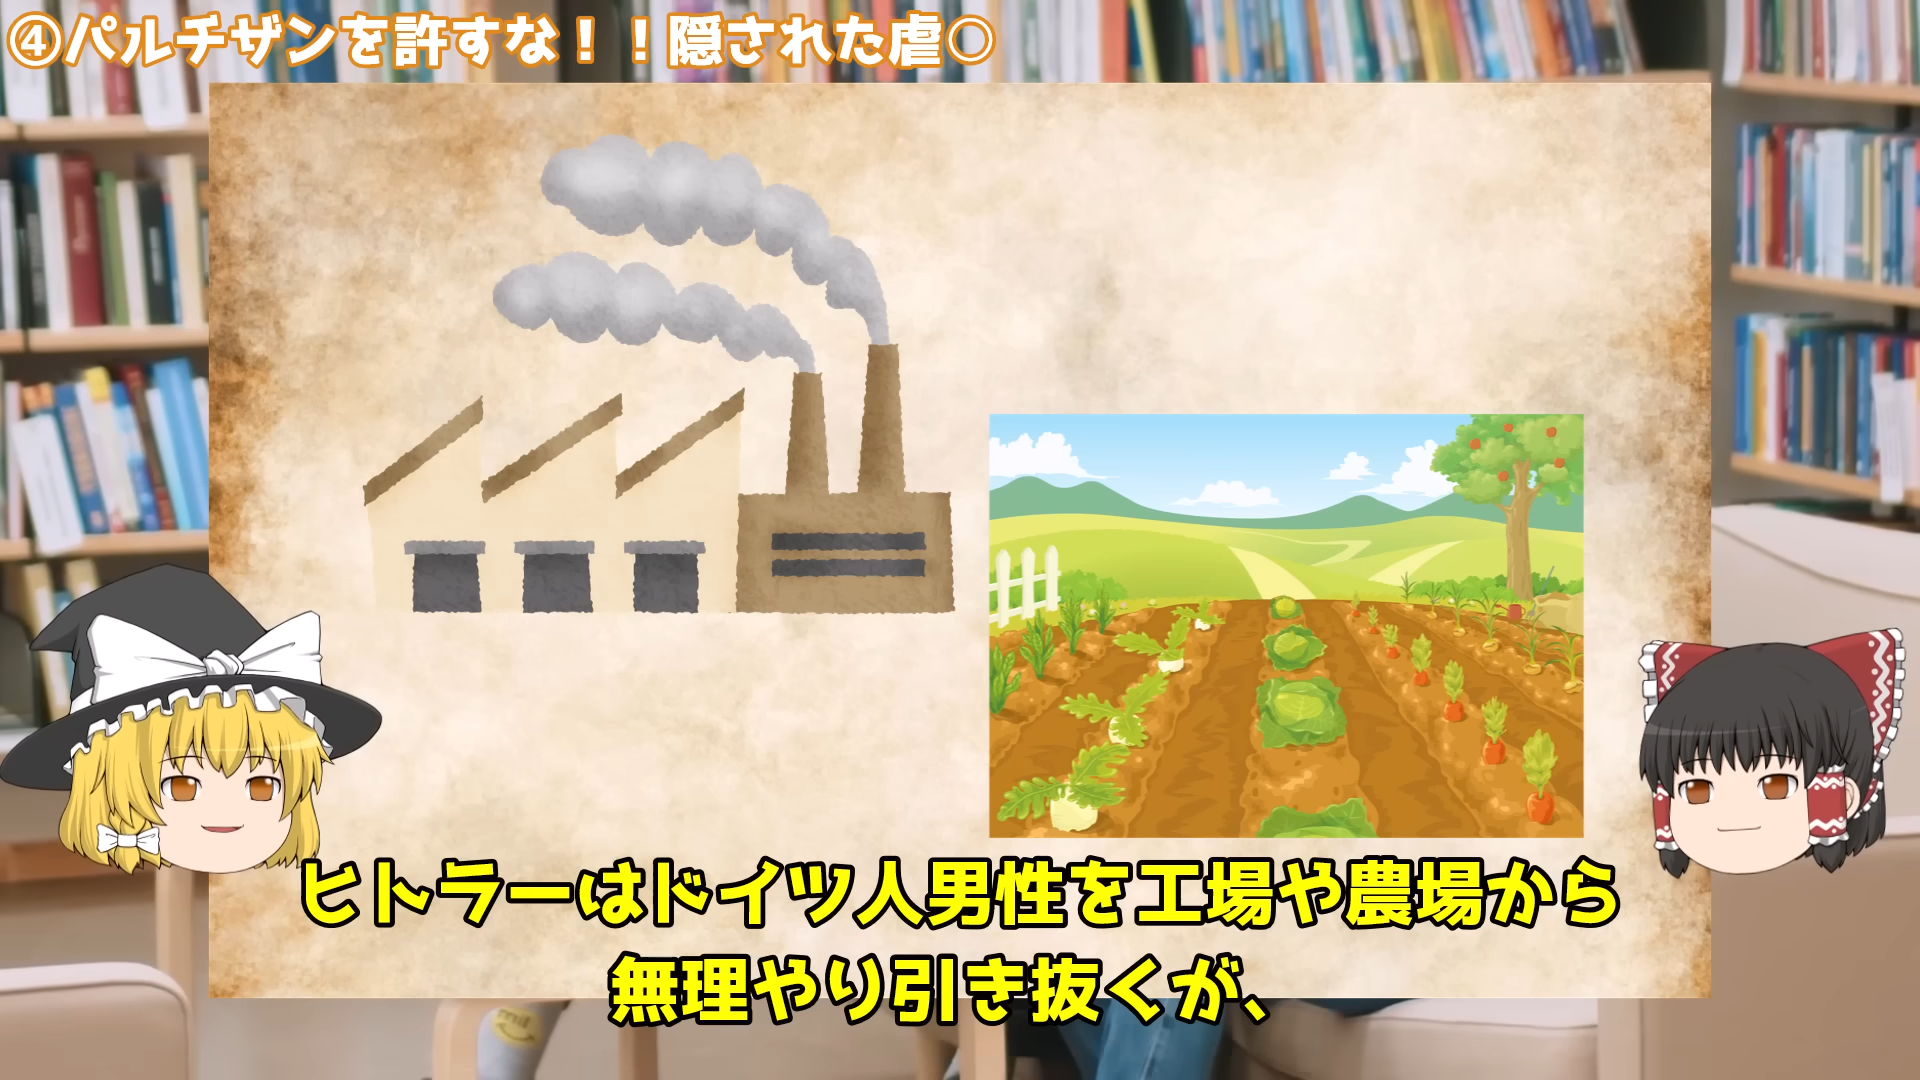 ④パルチザンを許すな！！隠された虐○
ヒトラーはドイツ人男性を工場や農場から
無理やり引き抜くが、